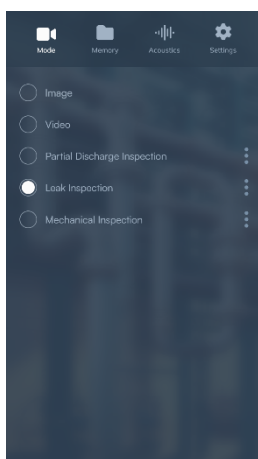 Mode Memory Acoustics Settings
Image
Video
Partial Discharge Inspection
Leak Inspection
Mechanical Inspection